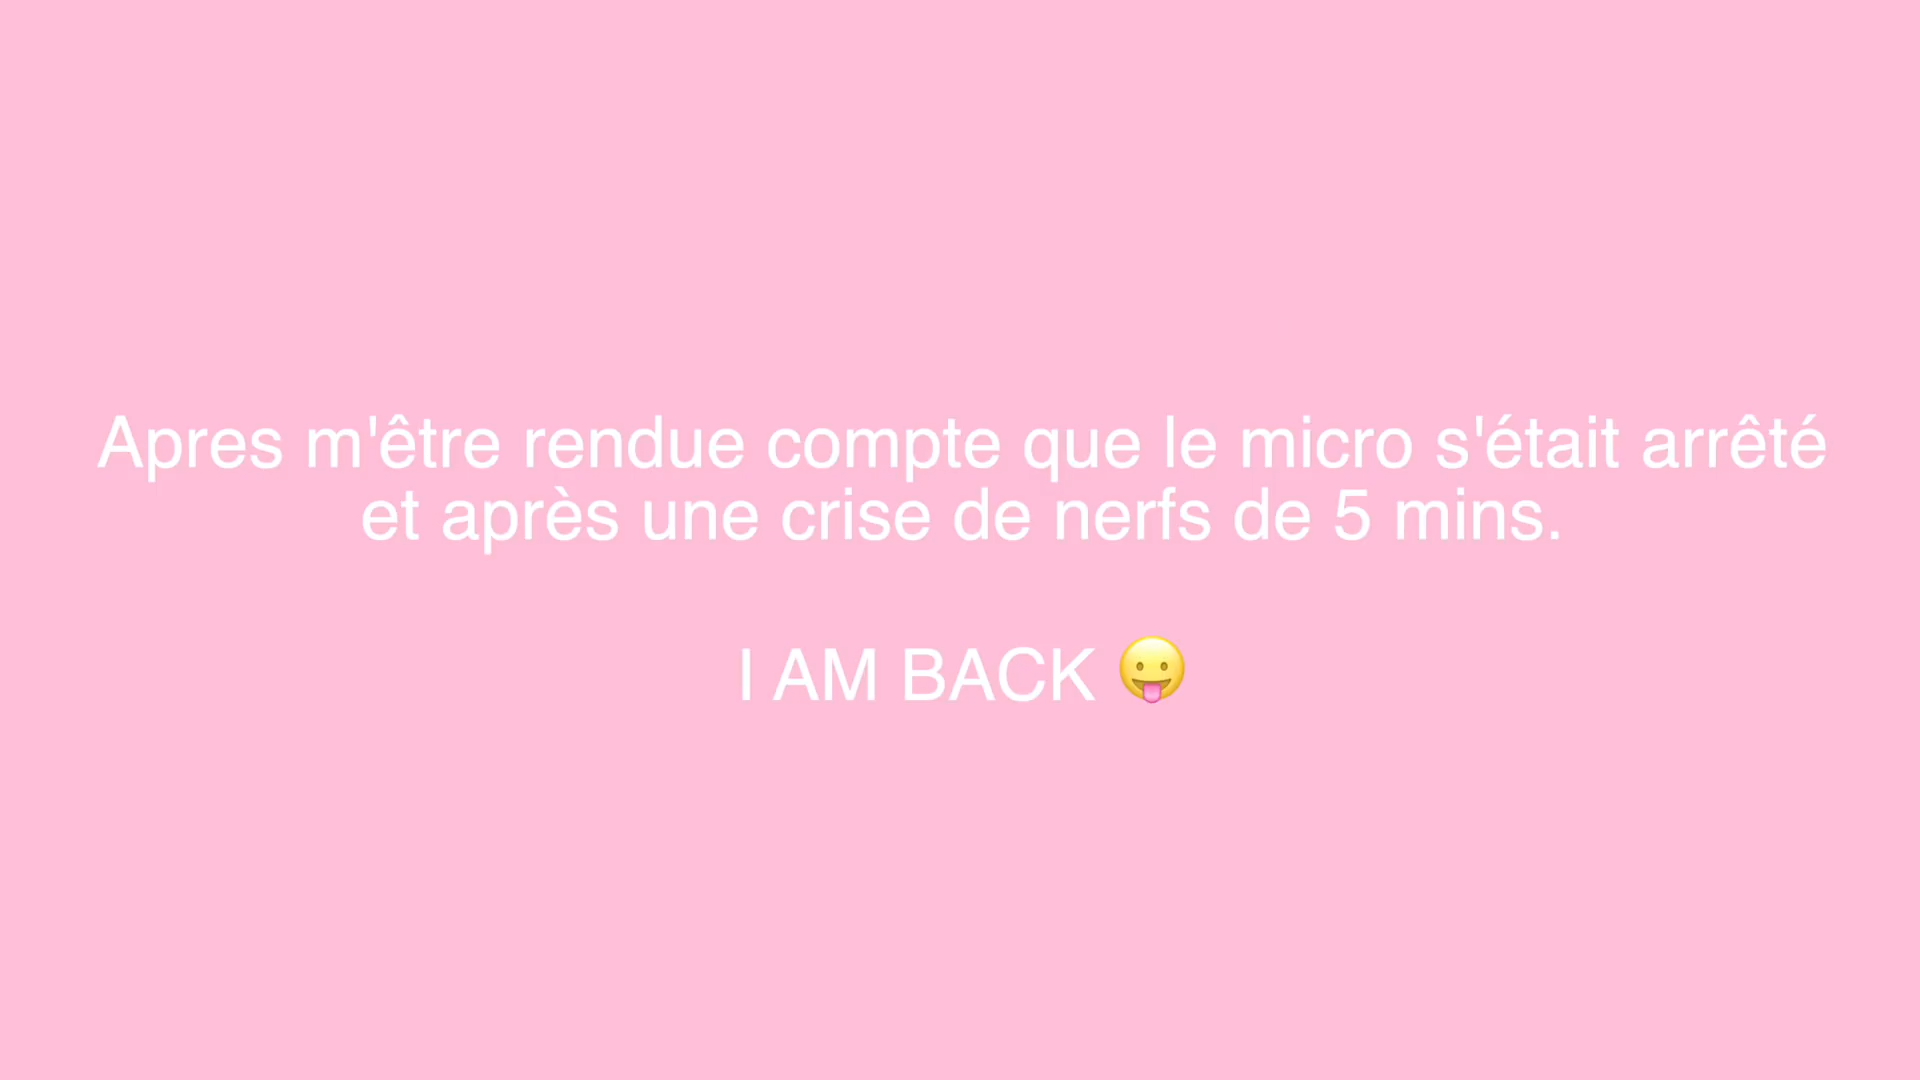 Apres m'être rendue compte que le micro s'était arrêté
et après une crise de nerfs de 5 mins.
I AM BACK 😛